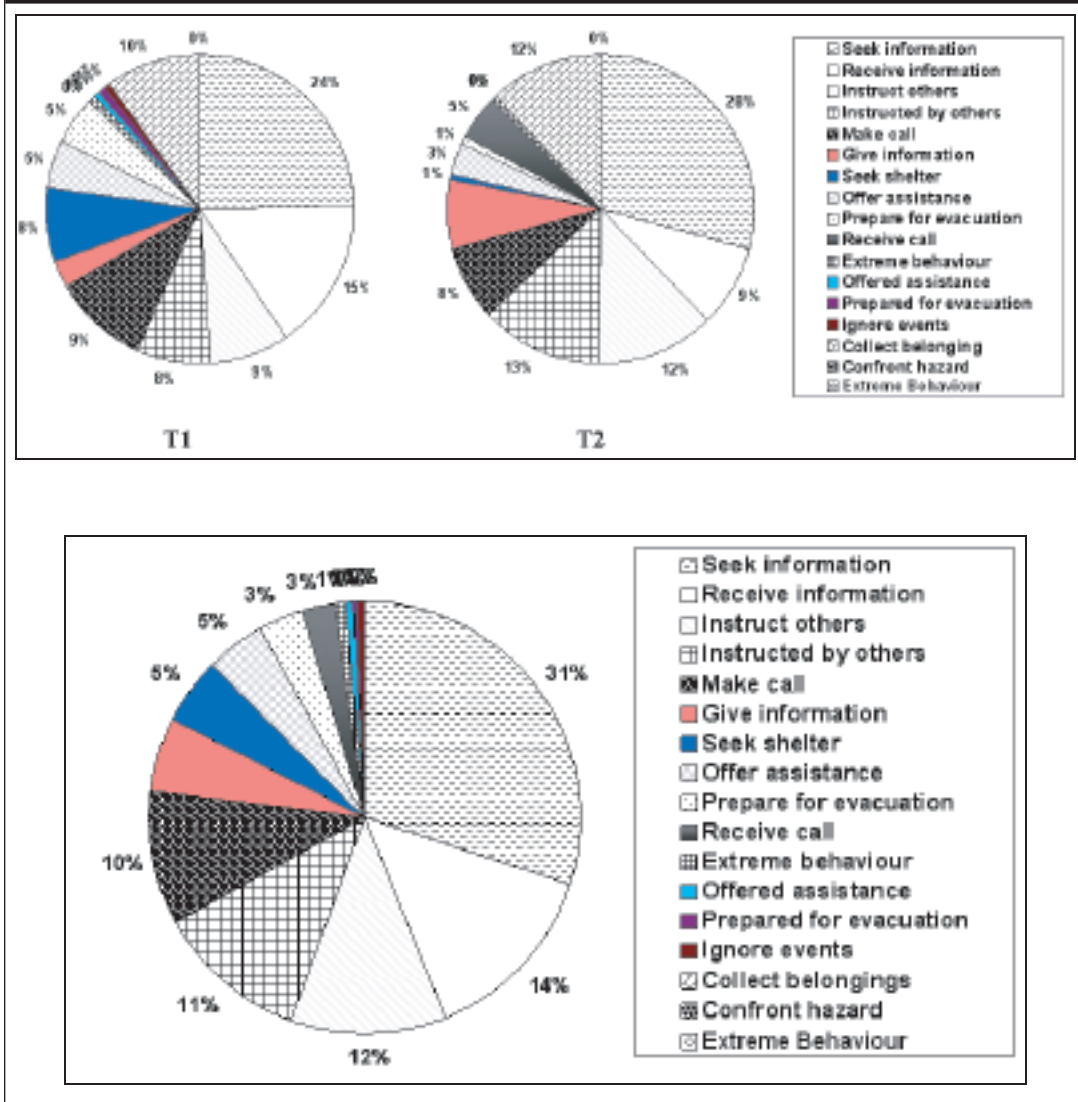 10%
0%
24%
5%
6%
8%
9%
8%
9%
15%
T1
12%
0%
28%
5%
1%
3%
1%
8%
13%
12%
9%
T2
Seek information
Receive information
Instruct others
Instructed by others
Make call
Give information
Seek shelter
Offer assistance
Prepare for evacuation
Receive call
Extreme behaviour
Offered assistance
Prepared for evacuation
Ignore events
Collect belonging
Confront hazard
Extreme Behaviour
3%
3%
5%
5%
31%
10%
11%
12%
14%
Seek information
Receive information
Instruct others
Instructed by others
Make call
Give information
Seek shelter
Offer assistance
Prepare for evacuation
Receive call
Extreme behaviour
Offered assistance
Prepared for evacuation
Ignore events
Collect belongings
Confront hazard
Extreme Behaviour